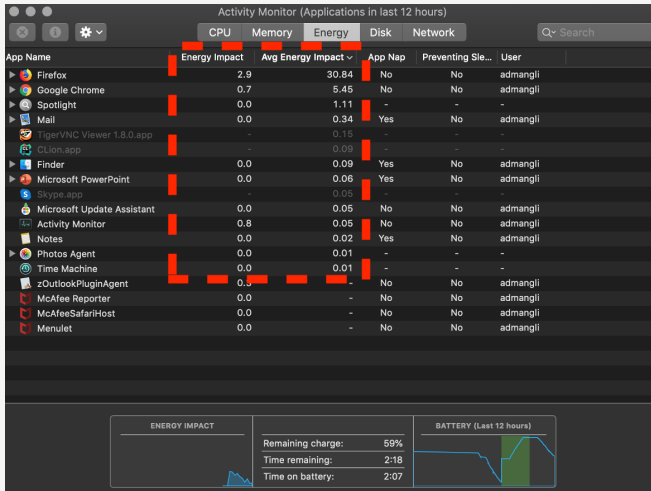 Activity Monitor (Applications in last 12 hours)
CPU Memory Energy Disk Network Search
App Name Energy Impact Avg Energy Impact App Nap Preventing Sle... User
Firefox 2.9 30.84 No No admangli
Google Chrome 0.7 5.45 No No admangli
Spotlight 0.0 1.11 - - admangli
Mail 0.0 0.34 Yes No admangli
TigerVNC Viewer 1.8.0.app - 0.15 - - -
CLion.app - 0.09 - - -
Finder 0.0 0.09 Yes No admangli
Microsoft PowerPoint 0.0 0.06 Yes No admangli
Skype.app - 0.05 - - -
Microsoft Update Assistant 0.0 0.05 No No admangli
Activity Monitor 0.8 0.05 No No admangli
Notes 0.0 0.02 Yes No admangli
Photos Agent 0.0 0.01 - - admangli
Time Machine 0.0 0.01 - - admangli
zOutlookPluginAgent - No No admangli
McAfee Reporter 0.0 - No No admangli
McAfeeSafariHost 0.0 - No No admangli
Menulet 0.0 - No No admangli
ENERGY IMPACT BATTERY (Last 12 hours)
Remaining charge: 59%
Time remaining: 2:18
Time on battery: 2:07